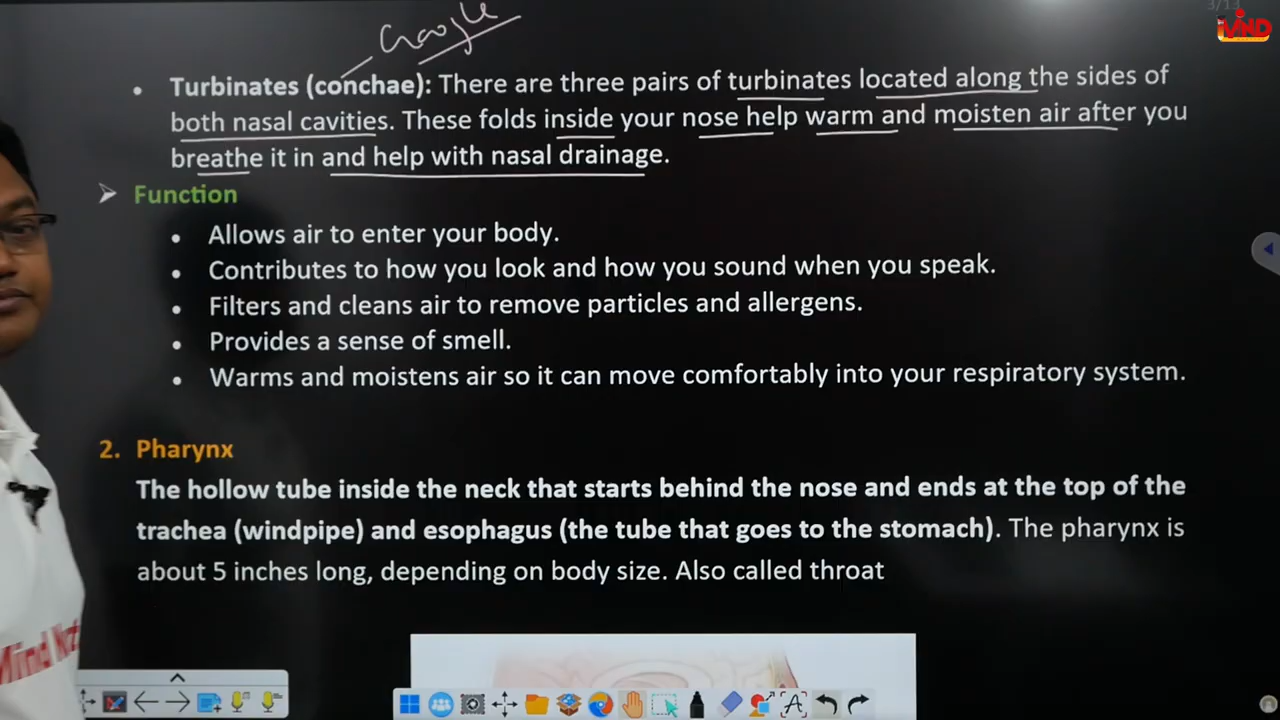 3/13
MIND
Google
• Turbinates (conchae): There are three pairs of turbinates located along the sides of
both nasal cavities. These folds inside your nose help warm and moisten air after you
breathe it in and help with nasal drainage.
➤ Function
• Allows air to enter your body.
• Contributes to how you look and how you sound when you speak.
• Filters and cleans air to remove particles and allergens.
• Provides a sense of smell.
• Warms and moistens air so it can move comfortably into your respiratory system.
2. Pharynx
The hollow tube inside the neck that starts behind the nose and ends at the top of the
trachea (windpipe) and esophagus (the tube that goes to the stomach). The pharynx is
about 5 inches long, depending on body size. Also called throat
Mind